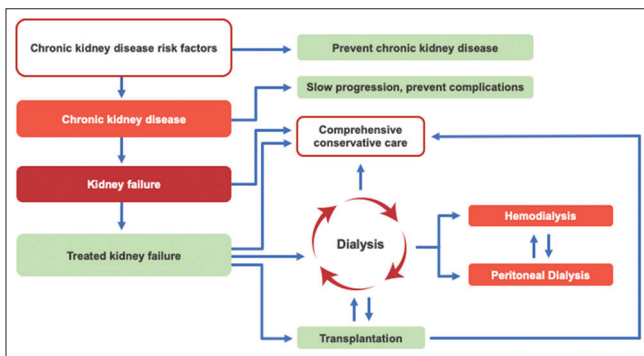 Chronic kidney disease risk factors
Prevent chronic kidney disease
Slow progression, prevent complications
Chronic kidney disease
Comprehensive
conservative care
Kidney failure
Hemodialysis
Dialysis
Treated kidney failure
Peritoneal Dialysis
Transplantation